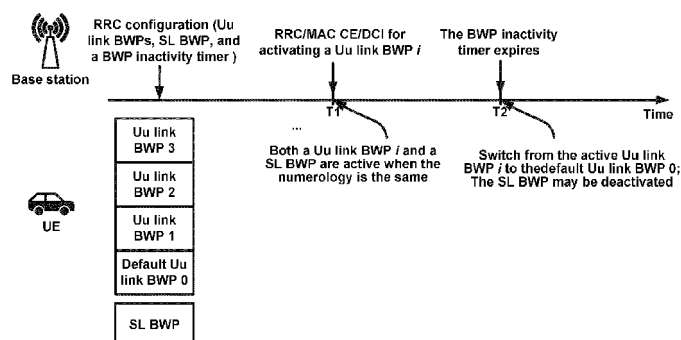 RRC configuration (Uu
link BWPs, SL BWP, and
a BWP inactivity timer )
RRC/MAC CE/DCI for
activating a Uu link BWP i
The BWP inactivity
timer expires
Base station
T1
T2
Time
...
Both a Uu link BWP i and a
SL BWP are active when the
numerology is the same
Switch from the active Uu link
BWP i to thedefault Uu link BWP 0;
The SL BWP may be deactivated
Uu link
BWP 3
Uu link
BWP 2
Uu link
BWP 1
Default Uu
link BWP 0
SL BWP
UE